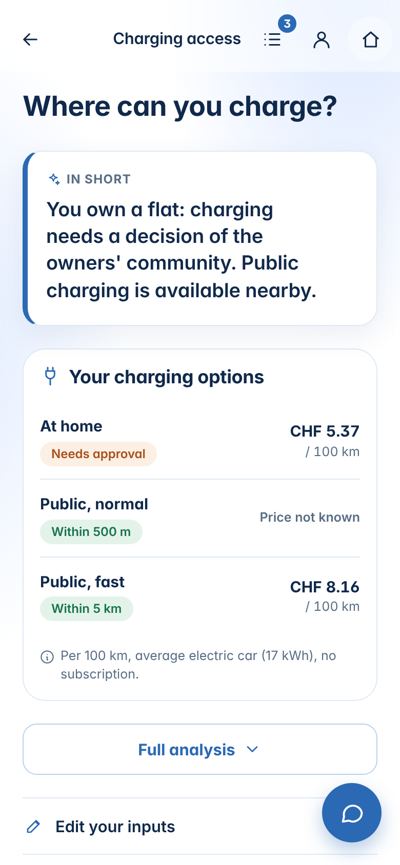 Charging access
3
Where can you charge?
IN SHORT
You own a flat: charging
needs a decision of the
owners' community. Public
charging is available nearby.
Your charging options
At home
CHF 5.37
Needs approval
/ 100 km
Public, normal
Price not known
Within 500 m
Public, fast
CHF 8.16
Within 5 km
/ 100 km
Per 100 km, average electric car (17 kWh), no
subscription.
Full analysis
Edit your inputs